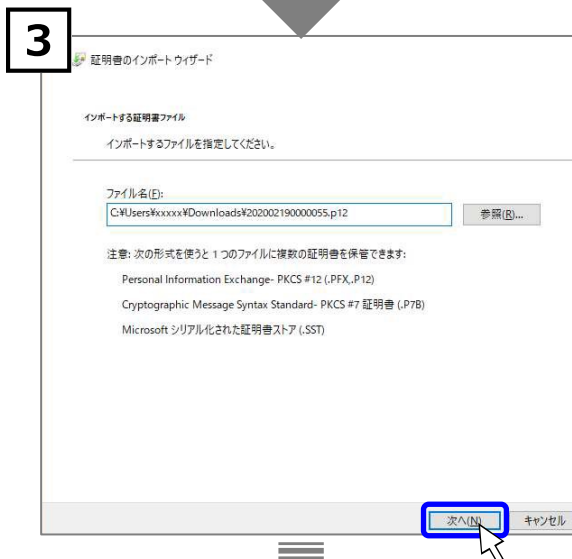 3
証明書のインポート ウィザード
インポートする証明書ファイル
インポートするファイルを指定してください。
ファイル名(F):
C:¥Users¥xxxxx¥Downloads¥202002190000055.p12
参照(R)...
注意: 次の形式を使うと 1 つのファイルに複数の証明書を保管できます:
Personal Information Exchange- PKCS #12 (.PFX,.P12)
Cryptographic Message Syntax Standard- PKCS #7 証明書 (.P7B)
Microsoft シリアル化された証明書ストア (.SST)
次へ(N)
キャンセル